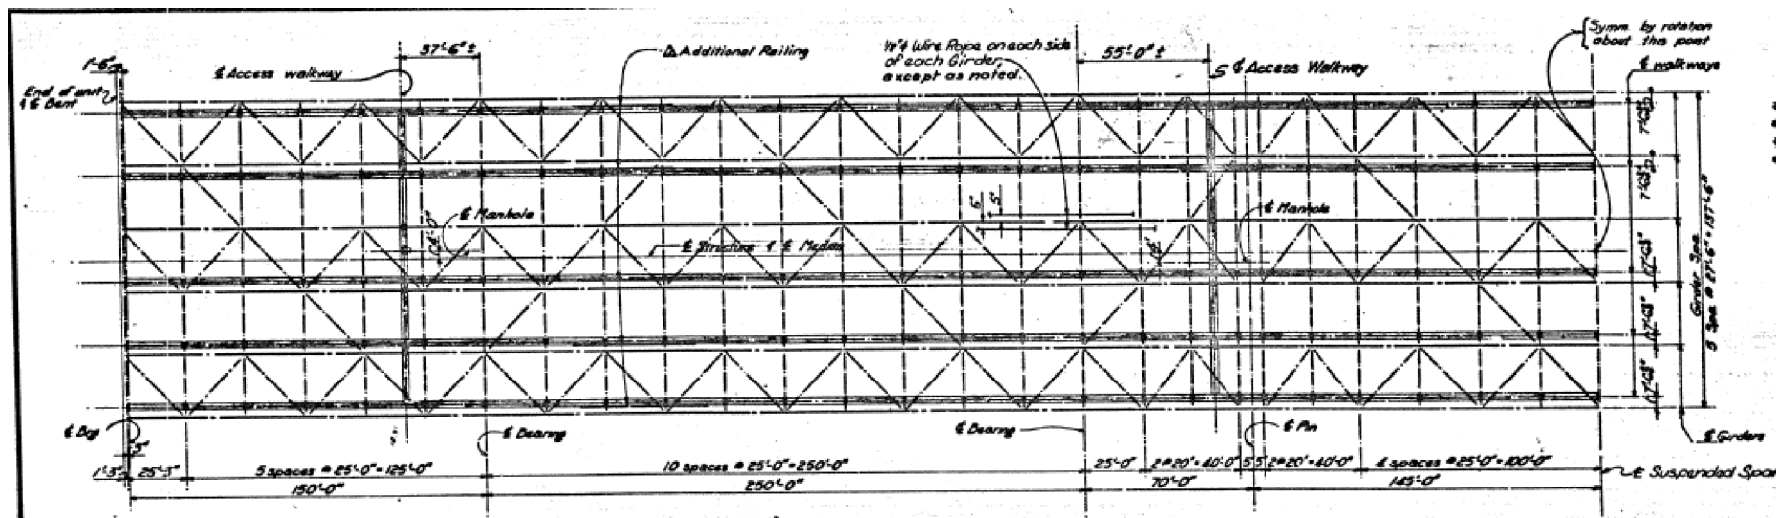 1'-6"
End of unit
& ℄ Bent
℄ Access walkway
37'-6" ±
Additional Railing
½"ϕ Wire Rope on each side
of each Girder,
except as noted.
55'-0" ±
℄ Access Walkway
Symm. by rotation
about this point
℄ walkways
℄ Manhole
6"
5"
℄ Manhole
℄ Structure & ℄ Median
Girder Spa.
5 Spa @ 27'-6" = 137'-6"
℄ Brg
℄ Bearing
℄ Bearing
℄ Pin
℄ Girders
1'-3"
25'-3"
5 spaces @ 25'-0" = 125'-0"
10 spaces @ 25'-0" = 250'-0"
25'-0"
2 @ 20' = 40'-0"
5'
5'
2 @ 20' = 40'-0"
4 spaces @ 25'-0" = 100'-0"
℄ Suspended Span
150'-0"
250'-0"
70'-0"
145'-0"